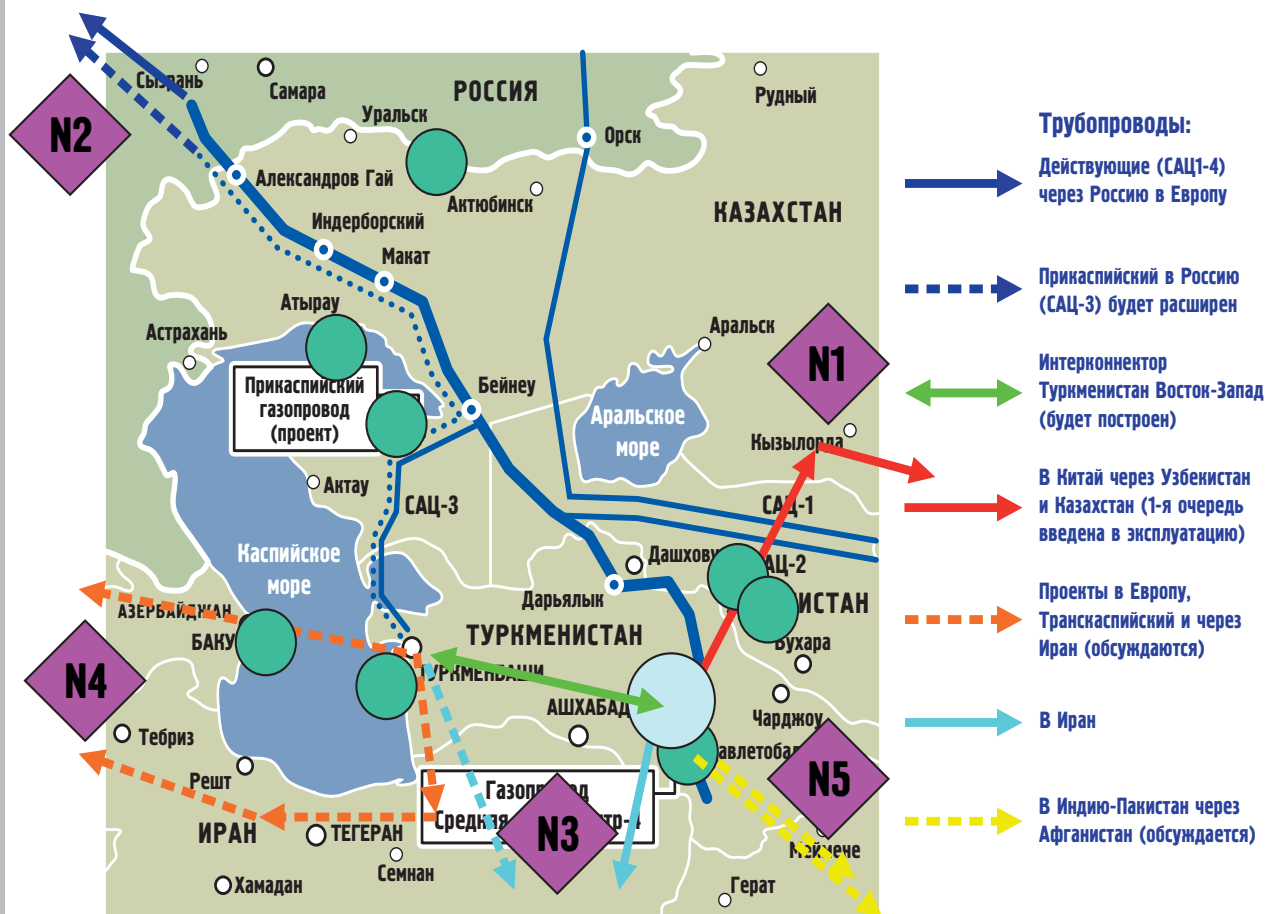 Сызрань
Самара
РОССИЯ
Рудный
N2
Уральск
Орск
Александров Гай
Актюбинск
КАЗАХСТАН
Индерборский
Макат
Атырау
Астрахань
Аральск
N1
Прикаспийский
газопровод
(проект)
Бейнеу
Аральское
море
Кызылорда
Актау
САЦ-3
САЦ-1
Каспийское
море
АЦ-2
Дарьялык
ИСТАН
АЗЕРБАЙДЖАН
БАКУ
ТУРКМЕНИСТАН
Бухара
N4
АШХАБАД
Чарджоу
Тебриз
Решт
N5
ИРАН
ТЕГЕРАН
N3
Семнан
Меймене
Хамадан
Герат
Трубопроводы:
Действующие (САЦ1-4)
через Россию в Европу
Прикаспийский в Россию
(САЦ-3) будет расширен
Интерконнектор
Туркменистан Восток-Запад
(будет построен)
В Китай через Узбекистан
и Казахстан (1-я очередь
введена в эксплуатацию)
Проекты в Европу,
Транскаспийский и через
Иран (обсуждаются)
В Иран
В Индию-Пакистан через
Афганистан (обсуждается)